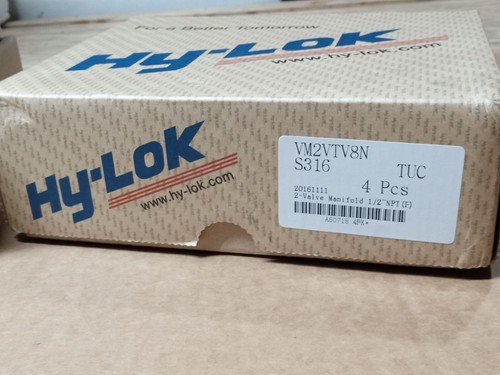 For a Better Tomorrow
Hy-LoK
www.hy-lok.com
Hy-LoK
www.hy-lok.com
VM2VTV8N
S316 TUC
4 Pcs
20161111
2-Valve Manifold 1/2"NPT(F)